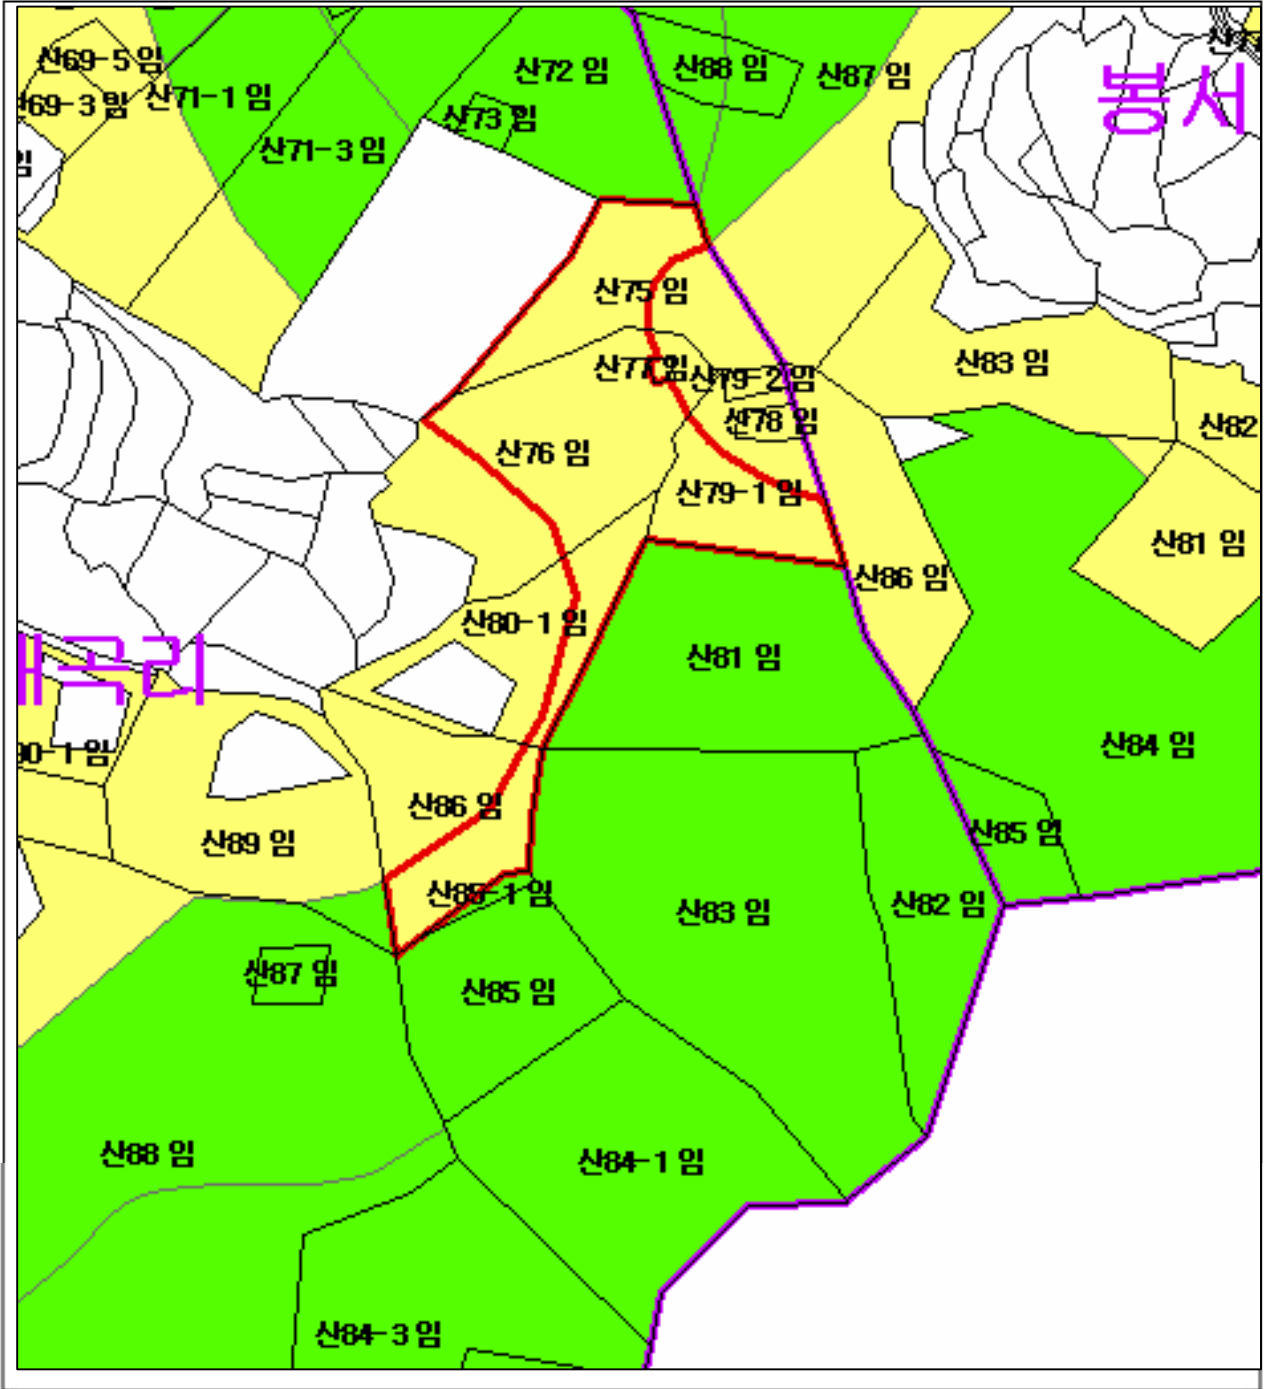 산69-5 임
산72 임
산88 임
산87 임
봉서
69-3 임
산71-1 임
산73 임
산71-3 임
임
산75 임
산77 임
산79-2 임
산83 임
산78 임
산82
산76 임
산79-1 임
산81 임
산86 임
산80-1 임
산81 임
곡리
산84 임
90-1 임
산86 임
산85 임
산89 임
산85-1 임
산83 임
산82 임
산87 임
산85 임
산88 임
산84-1 임
산84-3 임